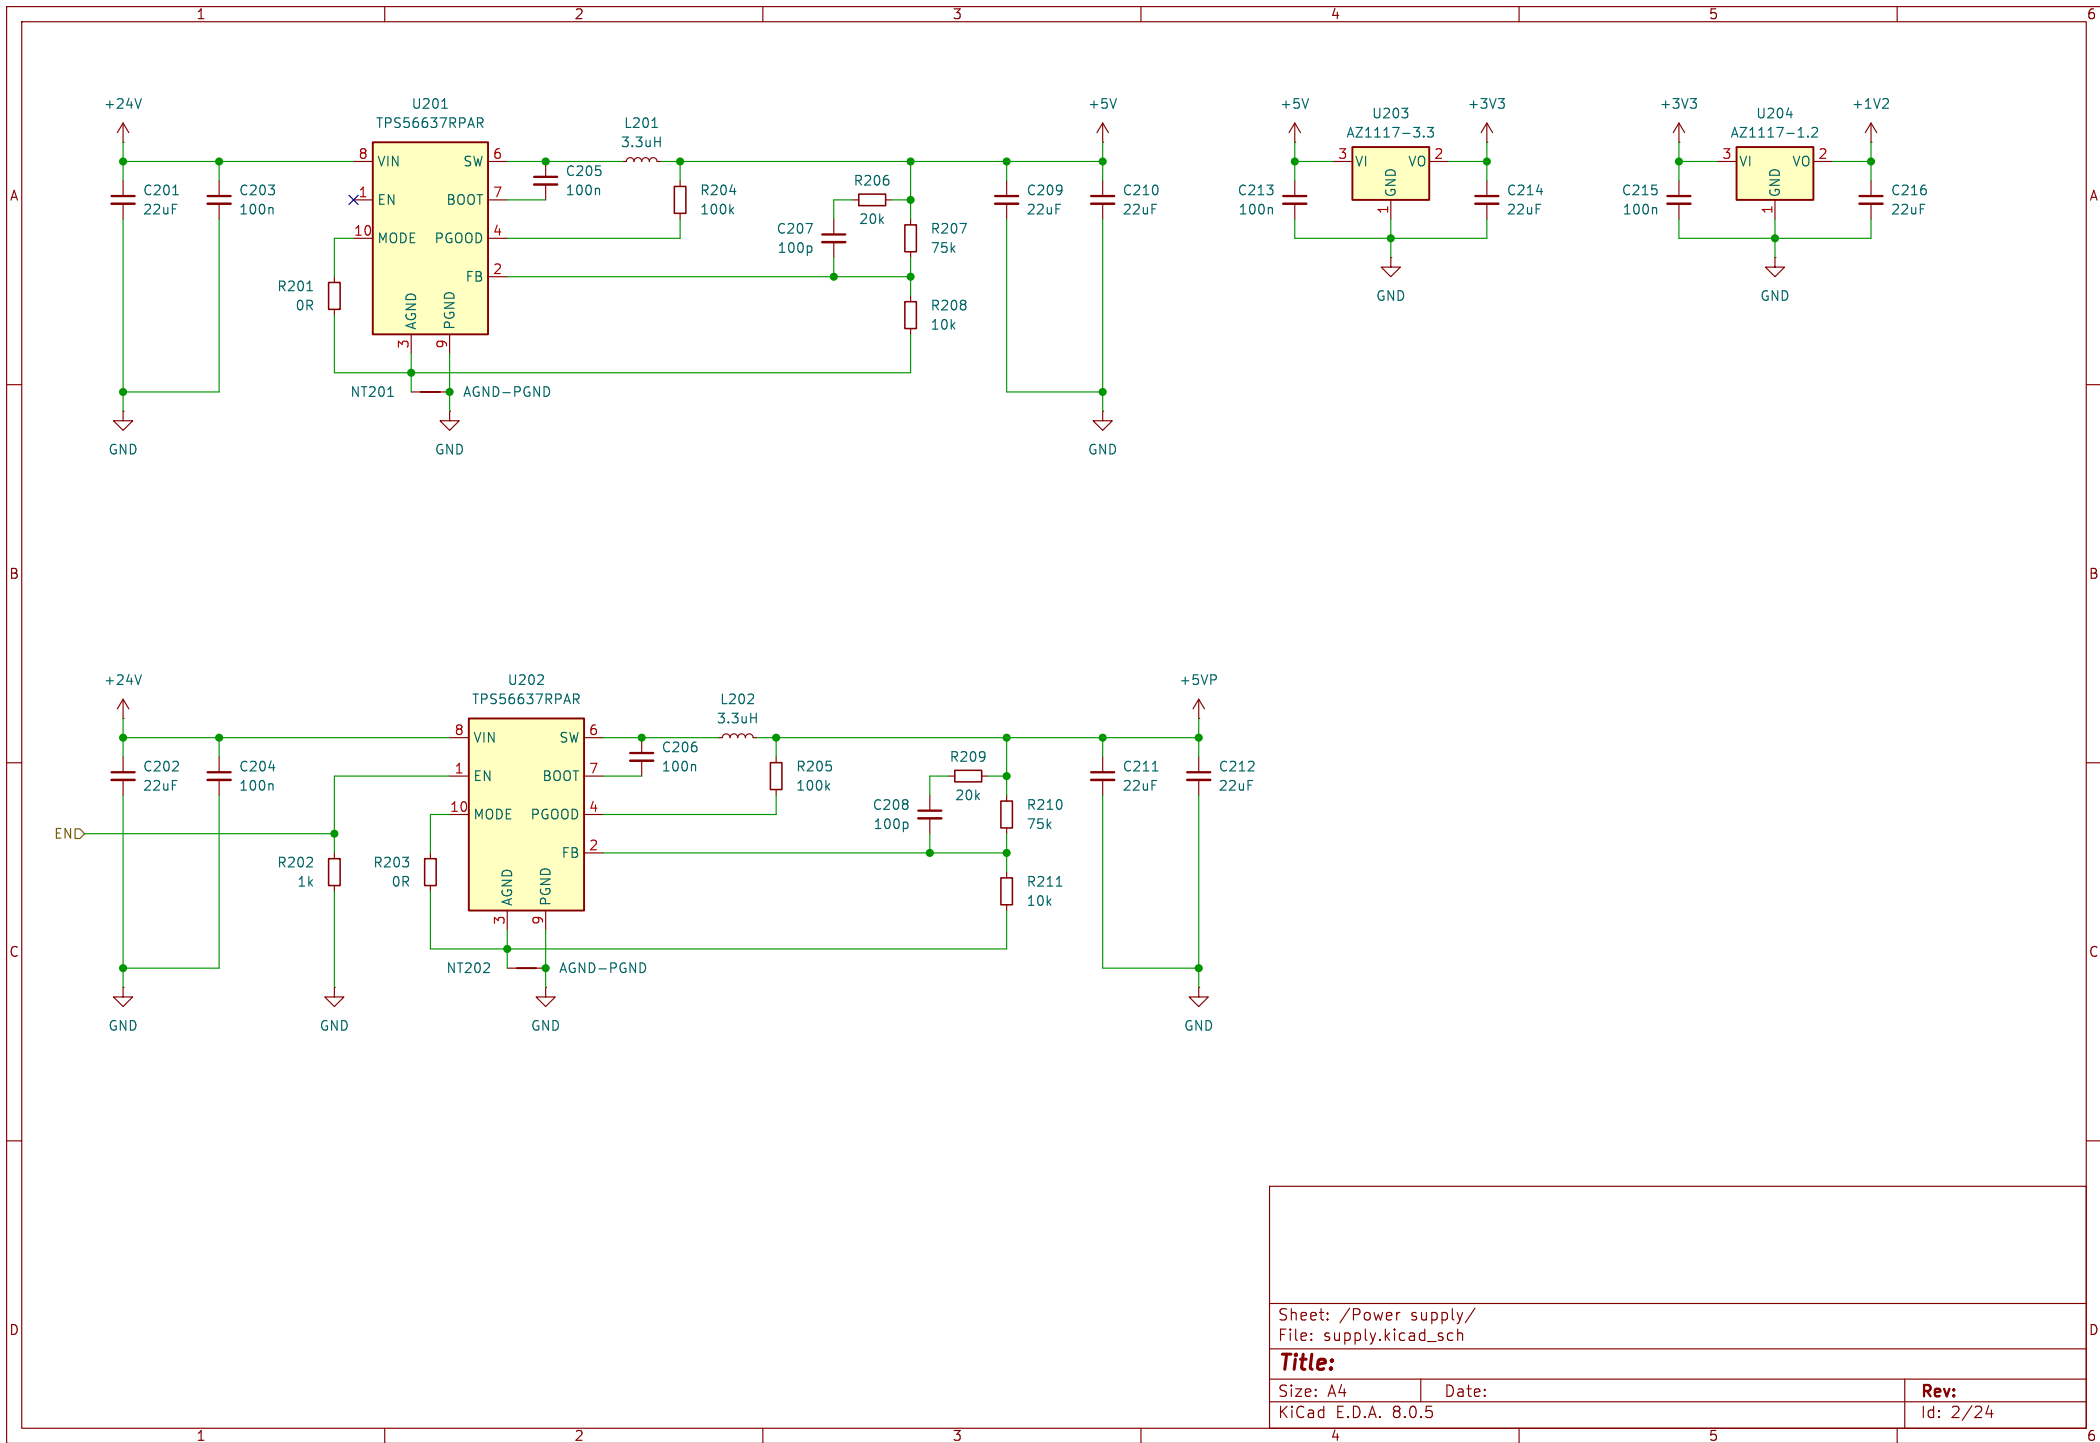 1 2 3 4 5 6
A
A
B
B
C
C
D
D
1 2 3 4 5 6
+24V
C201
22uF
C203
100n
GND
U201
TPS56637RPAR
8 VIN
1 EN
10 MODE
SW 6
BOOT 7
PGOOD 4
FB 2
AGND
3
PGND
9
R201
0R
NT201
AGND-PGND
GND
C205
100n
L201
3.3uH
R204
100k
R206
20k
C207
100p
R207
75k
R208
10k
C209
22uF
+5V
C210
22uF
GND
+5V
C213
100n
U203
AZ1117-3.3
3 VI
VO 2
GND
1
+3V3
C214
22uF
GND
+3V3
C215
100n
U204
AZ1117-1.2
3 VI
VO 2
GND
1
+1V2
C216
22uF
GND
+24V
C202
22uF
C204
100n
GND
EN
R202
1k
GND
R203
0R
U202
TPS56637RPAR
8 VIN
1 EN
10 MODE
SW 6
BOOT 7
PGOOD 4
FB 2
AGND
3
PGND
9
NT202
AGND-PGND
GND
C206
100n
L202
3.3uH
R205
100k
R209
20k
C208
100p
R210
75k
R211
10k
C211
22uF
+5VP
C212
22uF
GND
Sheet: /Power supply/
File: supply.kicad_sch
Title:
Size: A4
Date:
Rev:
KiCad E.D.A. 8.0.5
Id: 2/24